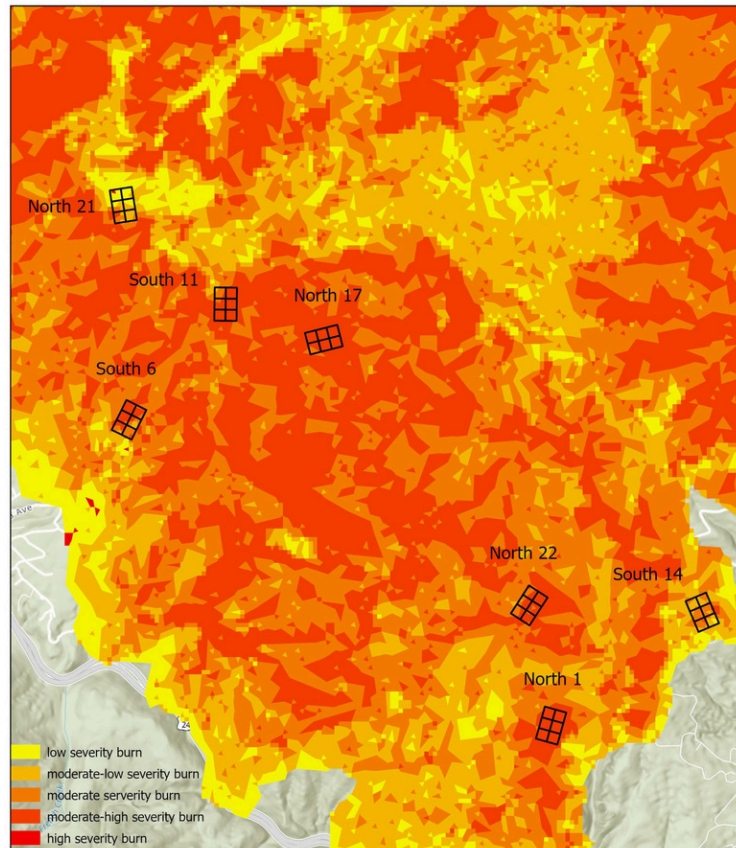 North 21
South 11
North 17
South 6
Ave
North 22
South 14
North 1
24
low severity burn
moderate-low severity burn
moderate serverity burn
moderate-high severity burn
high severity burn